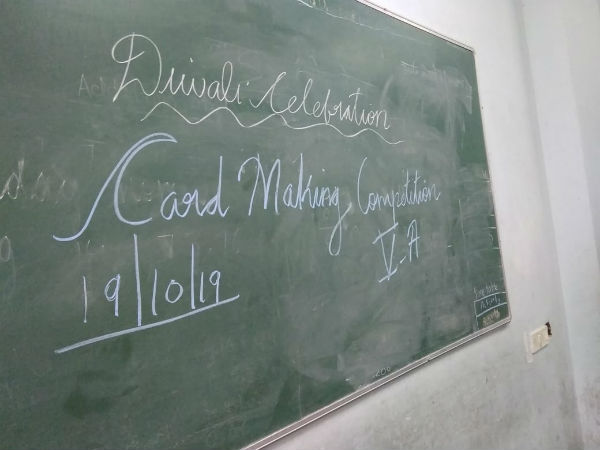 Diwali Celebration
Card Making Competition
V-A
19/10/19